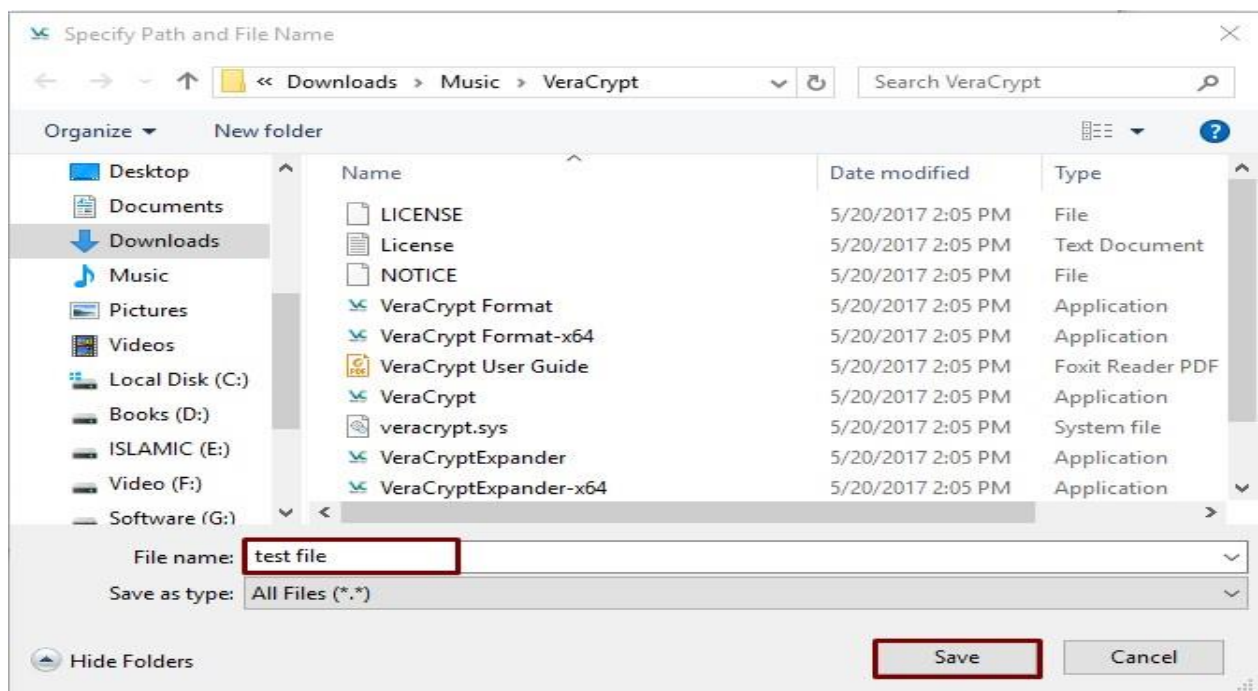 Specify Path and File Name
« Downloads > Music > VeraCrypt Search VeraCrypt
Organize New folder
Desktop
Documents
Downloads
Music
Pictures
Videos
Local Disk (C:)
Books (D:)
ISLAMIC (E:)
Video (F:)
Software (G:)
Name Date modified Type
LICENSE 5/20/2017 2:05 PM File
License 5/20/2017 2:05 PM Text Document
NOTICE 5/20/2017 2:05 PM File
VeraCrypt Format 5/20/2017 2:05 PM Application
VeraCrypt Format-x64 5/20/2017 2:05 PM Application
VeraCrypt User Guide 5/20/2017 2:05 PM Foxit Reader PDF
VeraCrypt 5/20/2017 2:05 PM Application
veracrypt.sys 5/20/2017 2:05 PM System file
VeraCryptExpander 5/20/2017 2:05 PM Application
VeraCryptExpander-x64 5/20/2017 2:05 PM Application
File name: test file
Save as type: All Files (*.*)
Hide Folders Save Cancel